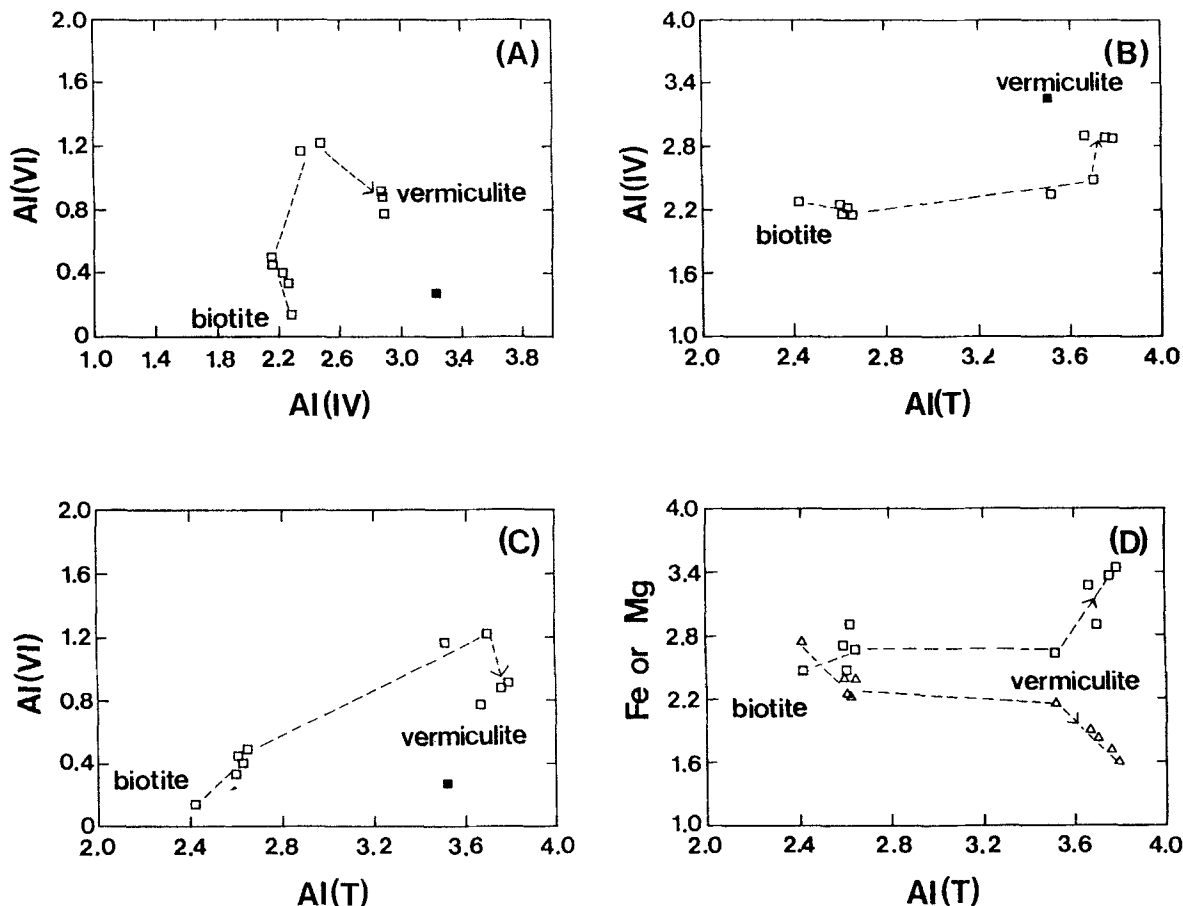 (A)
2.0
1.6
1.2
0.8
0.4
0
Al(VI)
vermiculite
biotite
1.0 1.4 1.8 2.2 2.6 3.0 3.4 3.8
Al(IV)
(B)
4.0
3.4
2.8
2.2
1.6
1.0
Al(IV)
vermiculite
biotite
2.0 2.4 2.8 3.2 3.6 4.0
Al(T)
(C)
2.0
1.6
1.2
0.8
0.4
0
Al(VI)
biotite
vermiculite
2.0 2.4 2.8 3.2 3.6 4.0
Al(T)
(D)
4.0
3.4
2.8
2.2
1.6
1.0
Fe or Mg
biotite
vermiculite
2.0 2.4 2.8 3.2 3.6 4.0
Al(T)